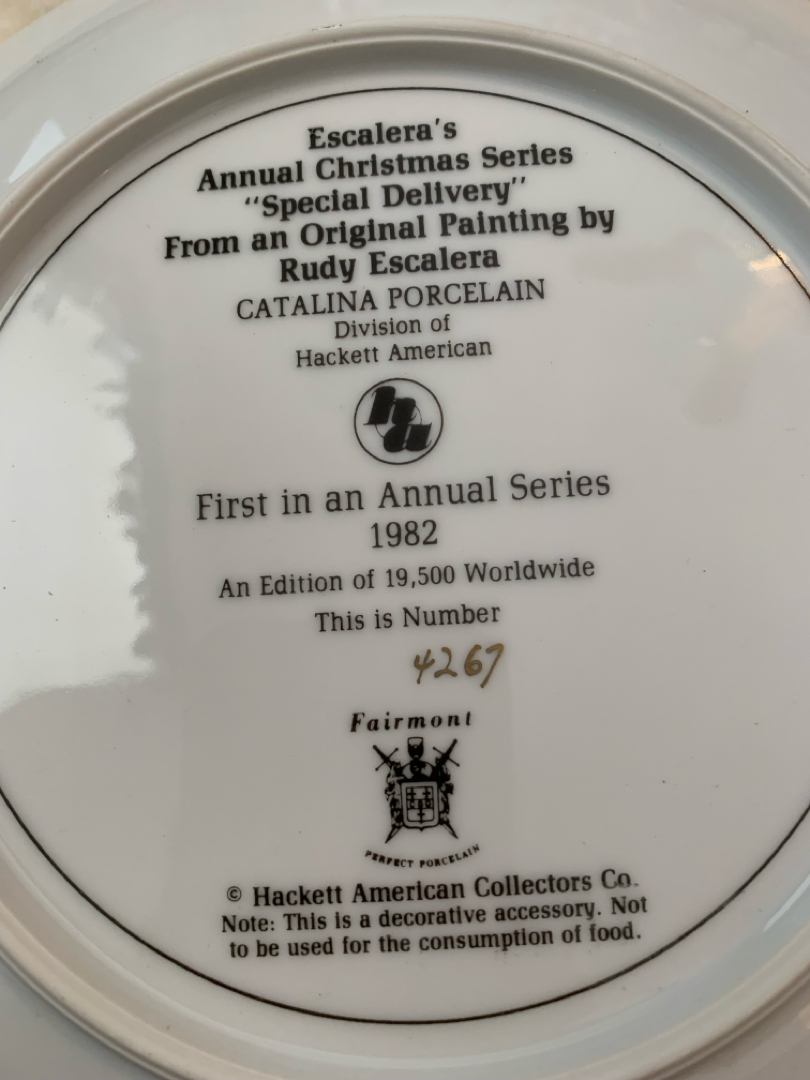 Escalera's
Annual Christmas Series
"Special Delivery"
From an Original Painting by
Rudy Escalera
CATALINA PORCELAIN
Division of
Hackett American
ha
First in an Annual Series
1982
An Edition of 19,500 Worldwide
This is Number
4267
Fairmont
PERFECT PORCELAIN
© Hackett American Collectors Co.
Note: This is a decorative accessory. Not
to be used for the consumption of food.